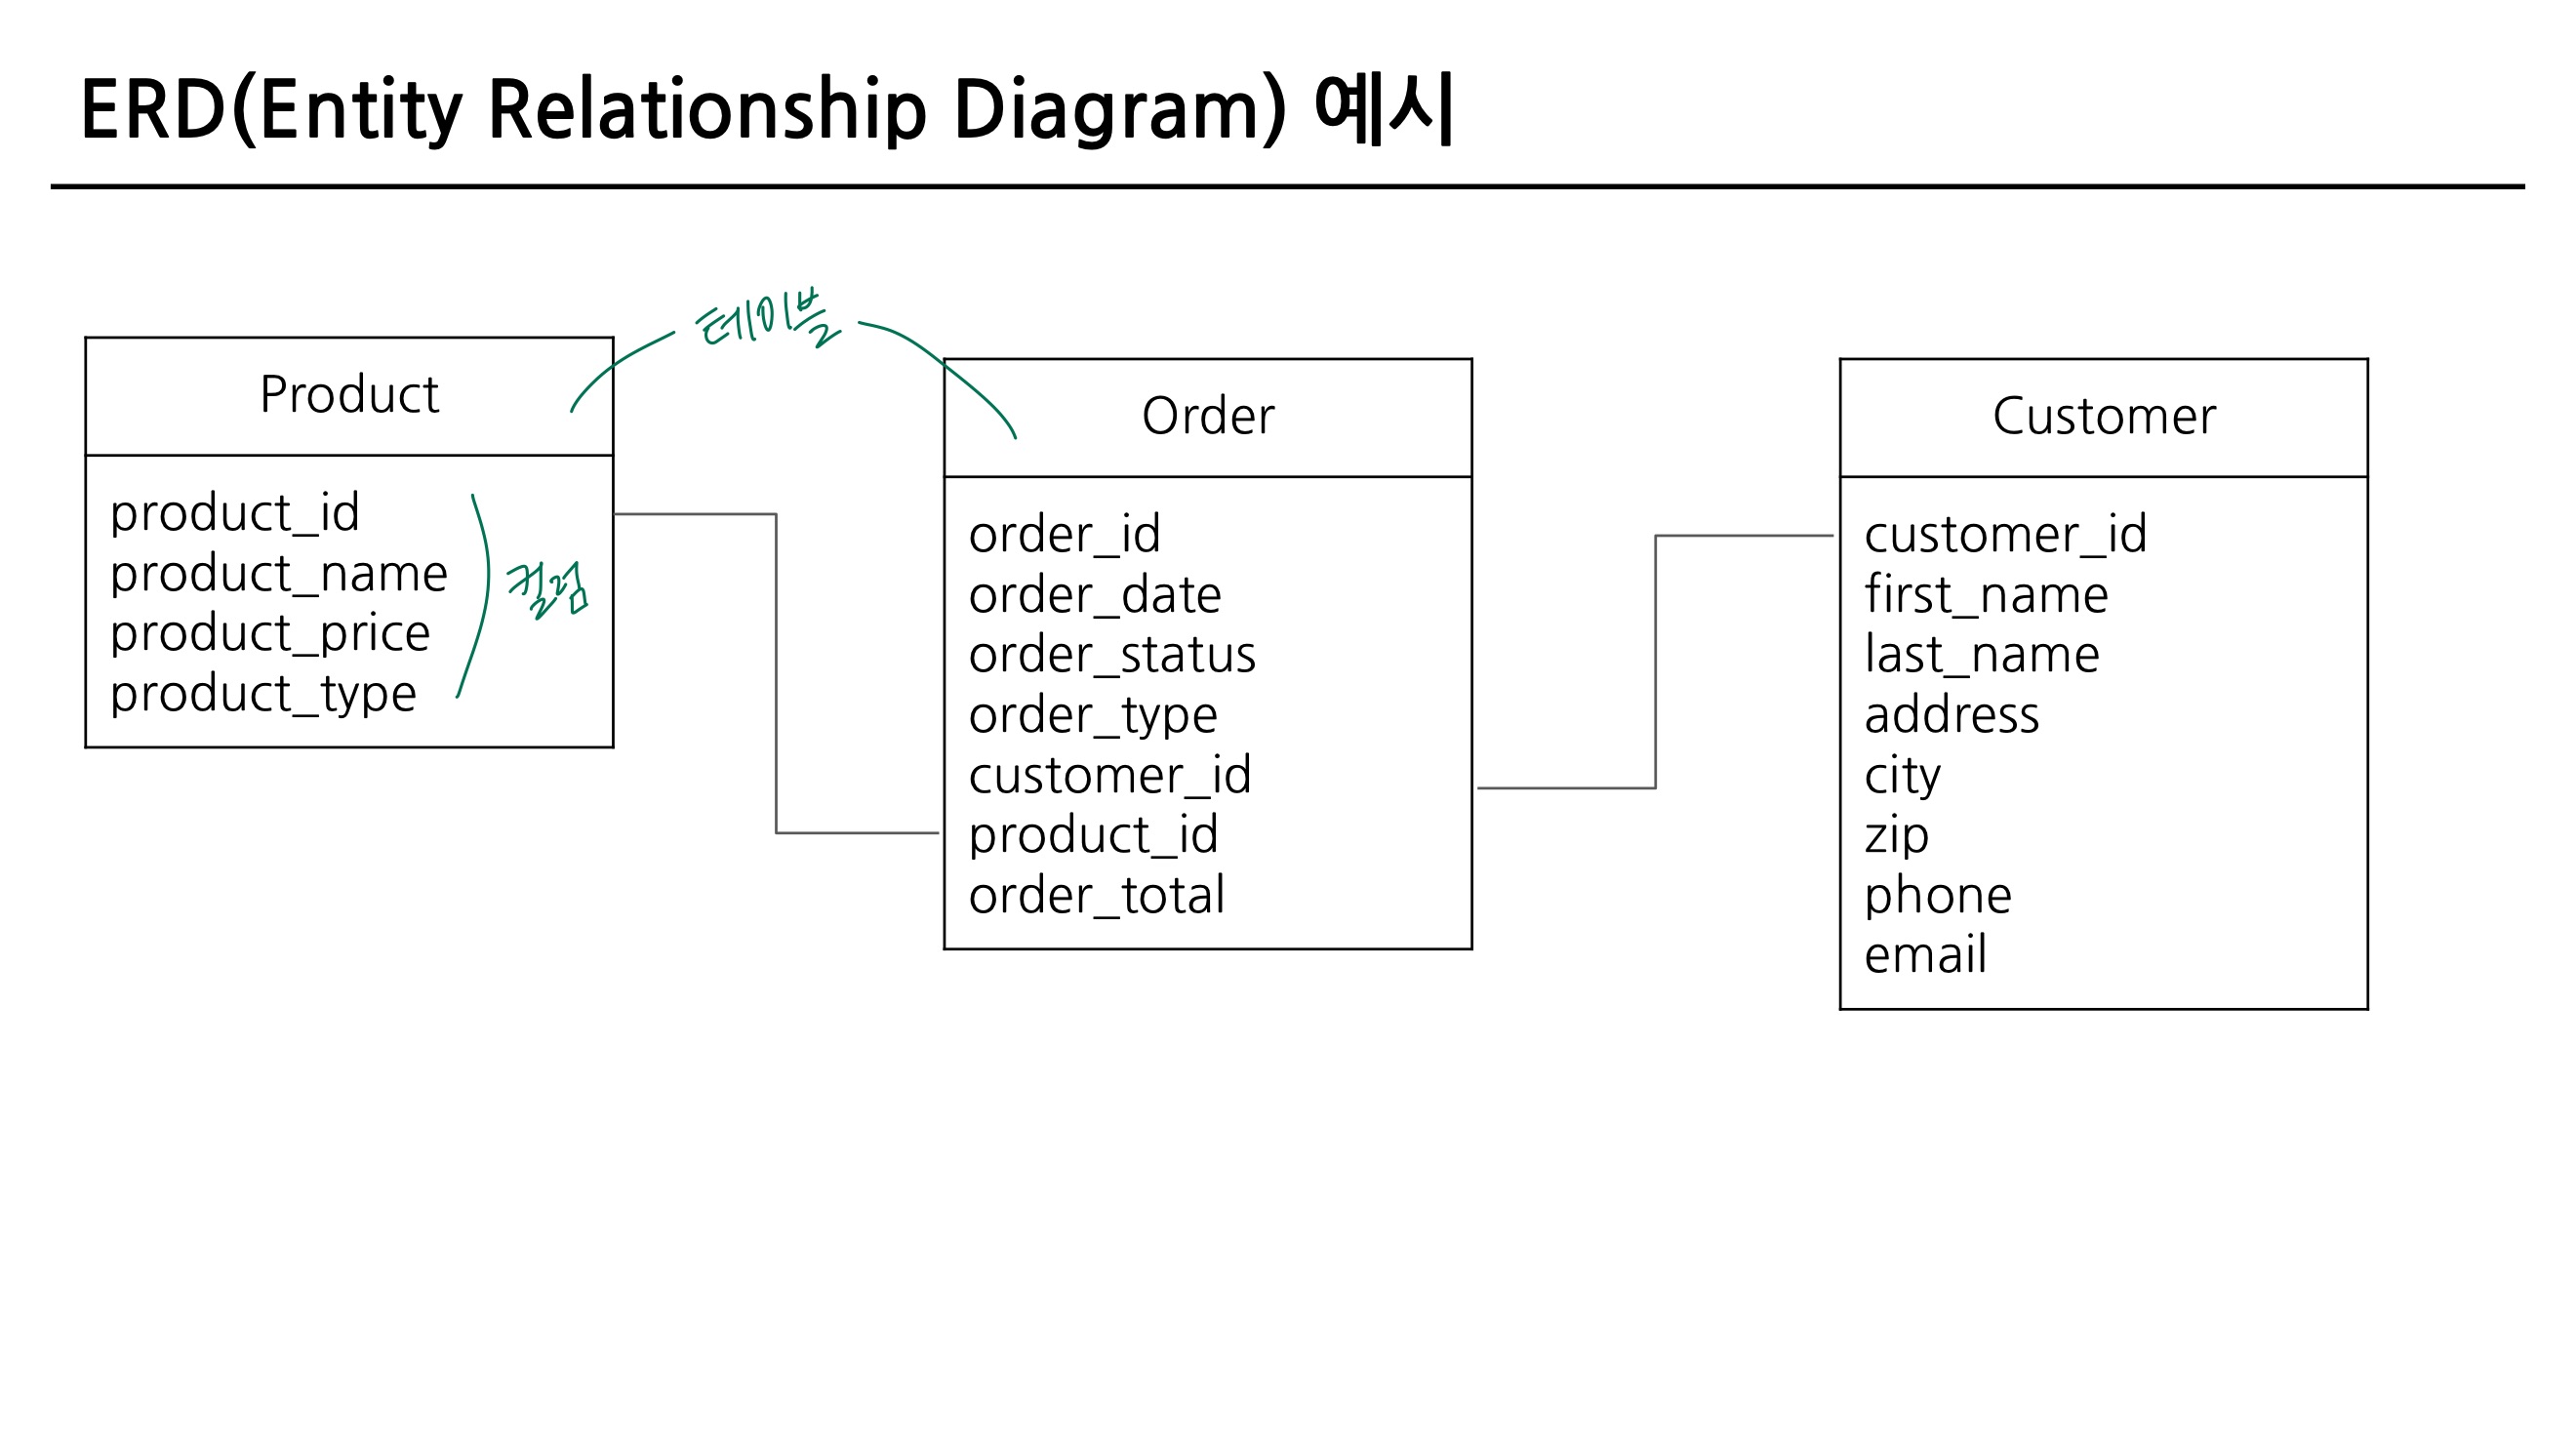 ERD(Entity Relationship Diagram) 예시
테이블
Product
product_id
product_name
product_price
product_type
컬럼
Order
order_id
order_date
order_status
order_type
customer_id
product_id
order_total
Customer
customer_id
first_name
last_name
address
city
zip
phone
email